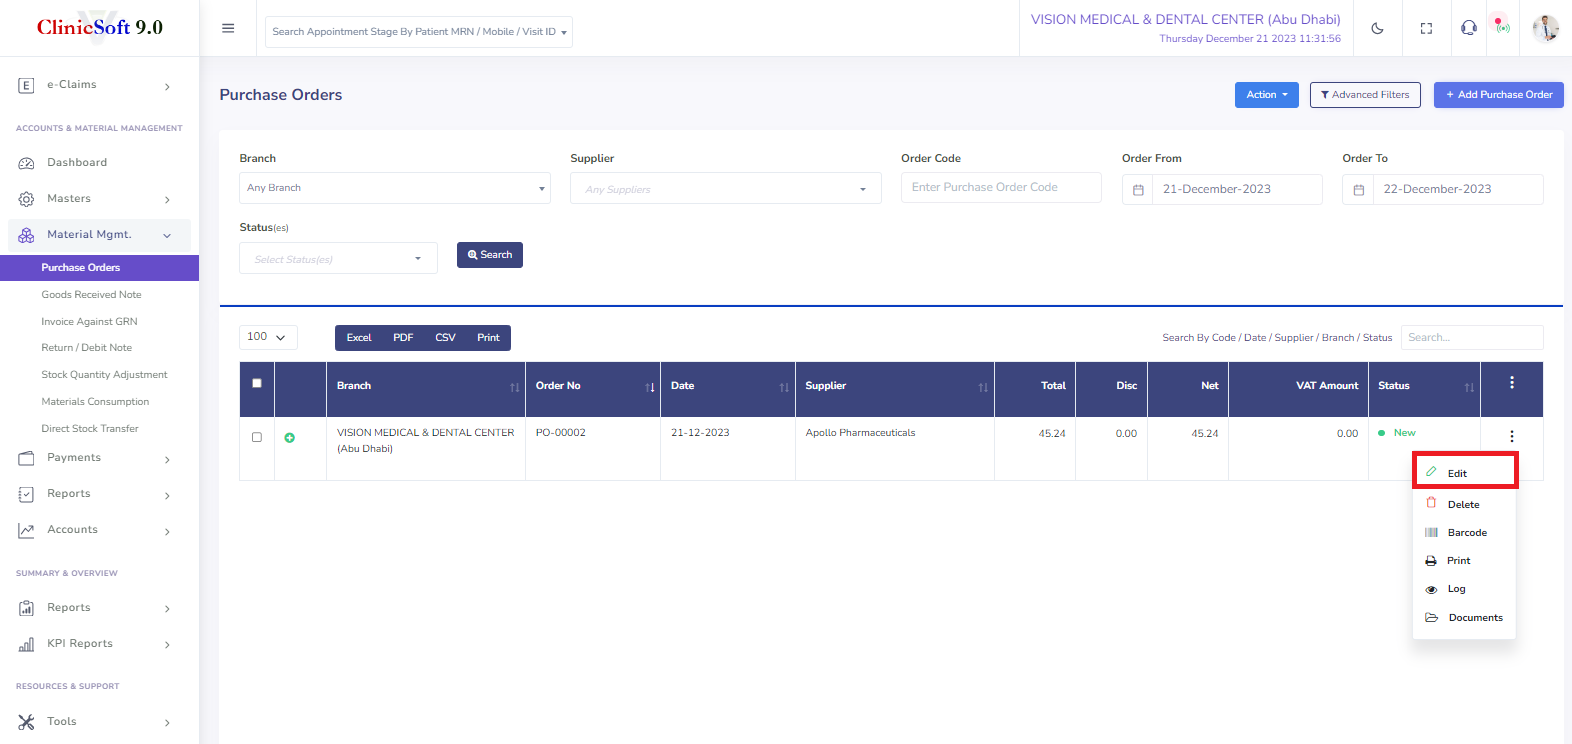 ClinicSoft 9.0
Search Appointment Stage By Patient MRN / Mobile / Visit ID
VISION MEDICAL & DENTAL CENTER (Abu Dhabi)
Thursday December 21 2023 11:31:56
E e-Claims
ACCOUNTS & MATERIAL MANAGEMENT
Dashboard
Masters
Material Mgmt.
Purchase Orders
Goods Received Note
Invoice Against GRN
Return / Debit Note
Stock Quantity Adjustment
Materials Consumption
Direct Stock Transfer
Payments
Reports
Accounts
SUMMARY & OVERVIEW
Reports
KPI Reports
RESOURCES & SUPPORT
Tools
Purchase Orders
Action
Advanced Filters
+ Add Purchase Order
Branch
Supplier
Order Code
Order From
Order To
Any Branch
Any Suppliers
Enter Purchase Order Code
21-December-2023
22-December-2023
Status(es)
Select Status(es)
Search
100
Excel PDF CSV Print
Search By Code / Date / Supplier / Branch / Status
Search...
Branch Order No Date Supplier Total Disc Net VAT Amount Status
VISION MEDICAL & DENTAL CENTER (Abu Dhabi) PO-00002 21-12-2023 Apollo Pharmaceuticals 45.24 0.00 45.24 0.00 New
Edit
Delete
Barcode
Print
Log
Documents